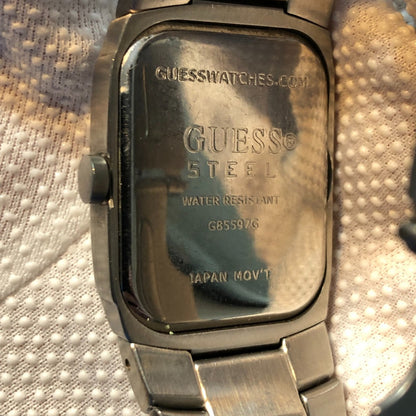 GUESSWATCHES.COM
GUESS®
STEEL
WATER RESISTANT
G85597G
JAPAN MOV'T